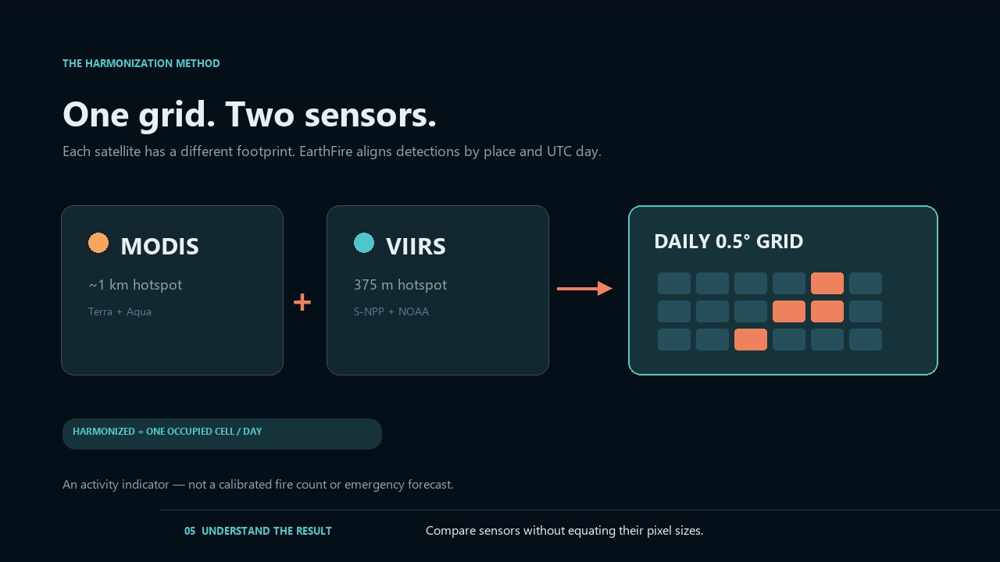 THE HARMONIZATION METHOD
One grid. Two sensors.
Each satellite has a different footprint. EarthFire aligns detections by place and UTC day.
MODIS
~1 km hotspot
Terra + Aqua
+
VIIRS
375 m hotspot
S-NPP + NOAA
DAILY 0.5° GRID
HARMONIZED = ONE OCCUPIED CELL / DAY
An activity indicator — not a calibrated fire count or emergency forecast.
05 UNDERSTAND THE RESULT
Compare sensors without equating their pixel sizes.